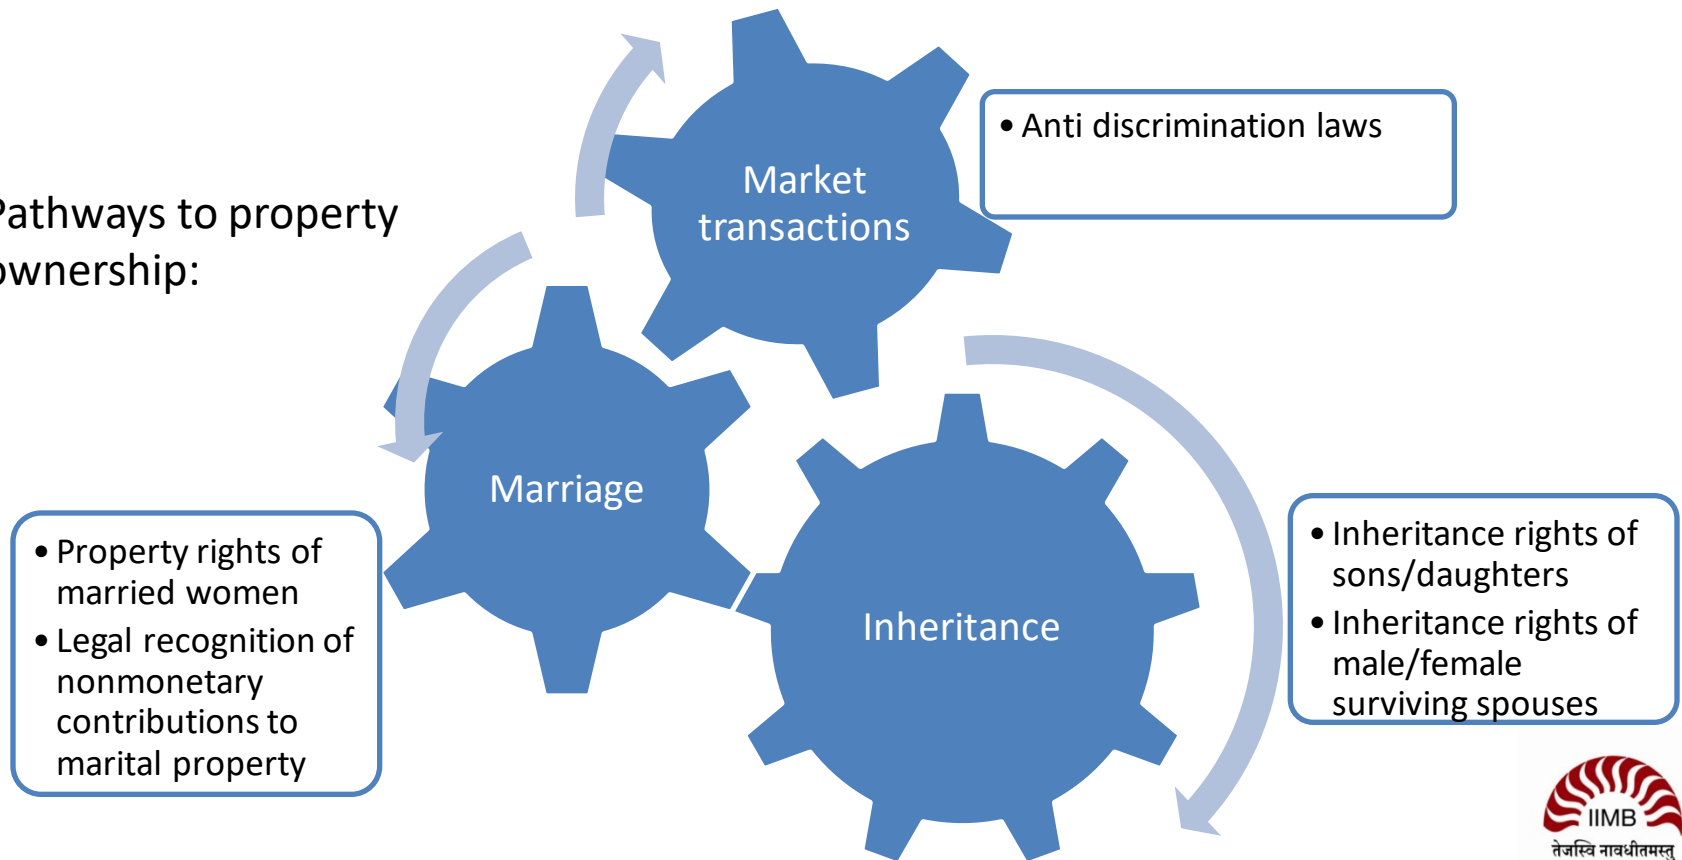 Pathways to property
ownership:
Market
transactions
• Anti discrimination laws
Marriage
• Property rights of
married women
• Legal recognition of
nonmonetary
contributions to
marital property
Inheritance
• Inheritance rights of
sons/daughters
• Inheritance rights of
male/female
surviving spouses
IIMB
तेजस्वि नावधीतमस्तु